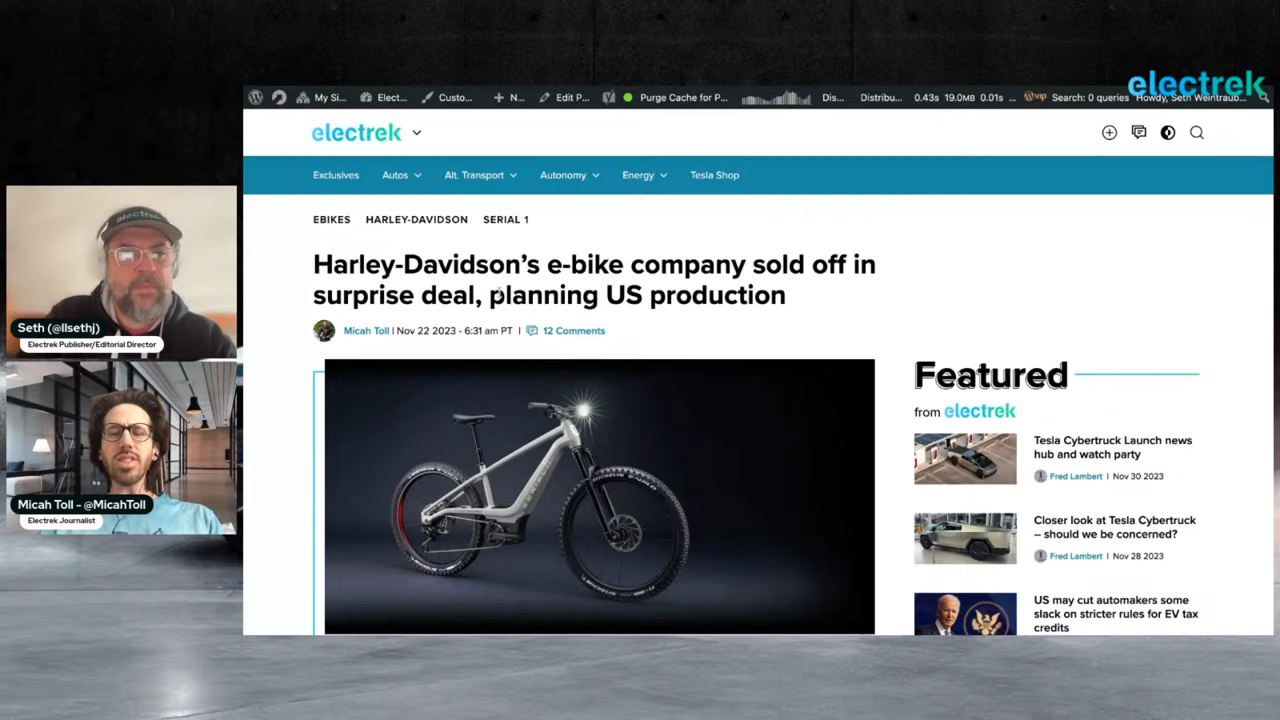 electrek
My Si...
Elect...
Custo...
N...
Edit P...
Purge Cache for P...
Dis...
Distribu...
0.43s 19.0MB 0.01s ...
vip
Search: 0 queries
Howdy, Seth Weintraub...
electrek
Exclusives
Autos
Alt. Transport
Autonomy
Energy
Tesla Shop
EBIKES
HARLEY-DAVIDSON
SERIAL 1
Harley-Davidson's e-bike company sold off in
surprise deal, planning US production
Micah Toll | Nov 22 2023 - 6:31 am PT |
12 Comments
Featured
from electrek
Tesla Cybertruck Launch news
hub and watch party
Fred Lambert | Nov 30 2023
Closer look at Tesla Cybertruck
– should we be concerned?
Fred Lambert | Nov 28 2023
US may cut automakers some
slack on stricter rules for EV tax
credits
electrek
Seth (@llsethj)
Electrek Publisher/Editorial Director
Micah Toll - @MicahToll
Electrek Journalist